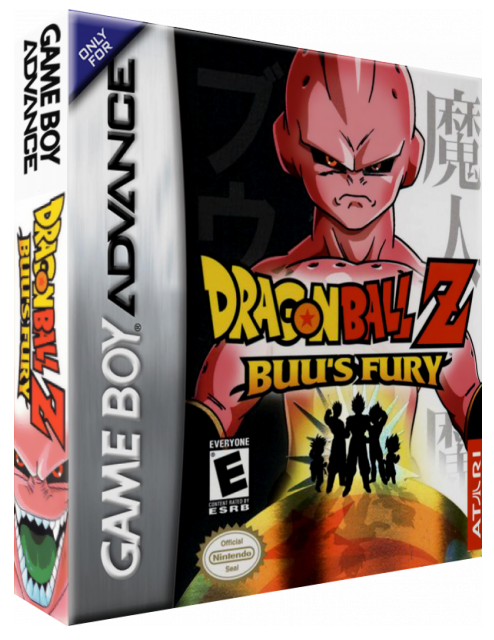 GAME BOY
ADVANCE
DRAGON BALL Z
BUU'S FURY
ONLY
FOR
GAME BOY ADVANCE
ブウ
魔人
魔
DRAGON BALL Z
BUU'S FURY
EVERYONE
E
CONTENT RATED BY
ESRB
Official
Nintendo
Seal
ATARI